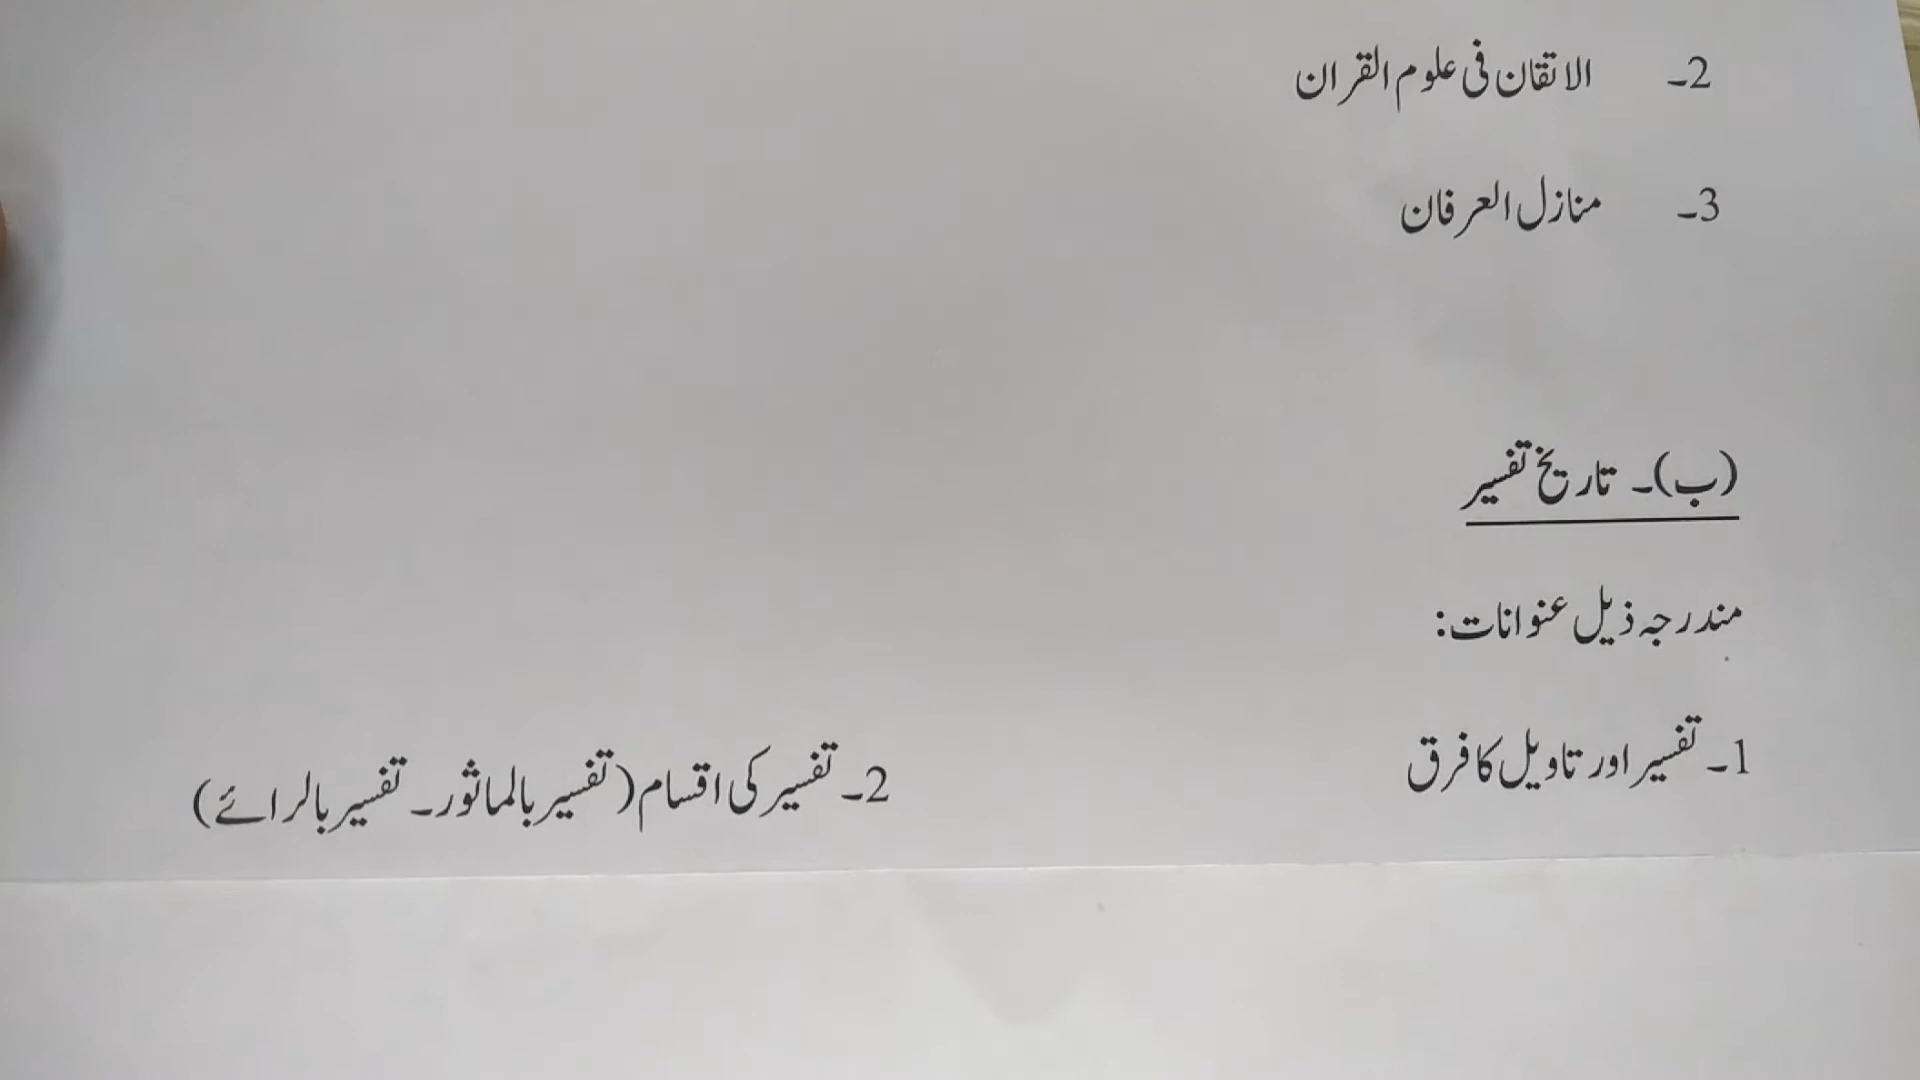 2۔ الاتقان فی علوم القران
3۔ منازل العرفان
(ب)۔ تاریخ تفسیر
مندرجہ ذیل عنوانات:
1۔ تفسیر اور تاویل کا فرق
2۔ تفسیر کی اقسام (تفسیر بالماثور۔ تفسیر بالرائے)